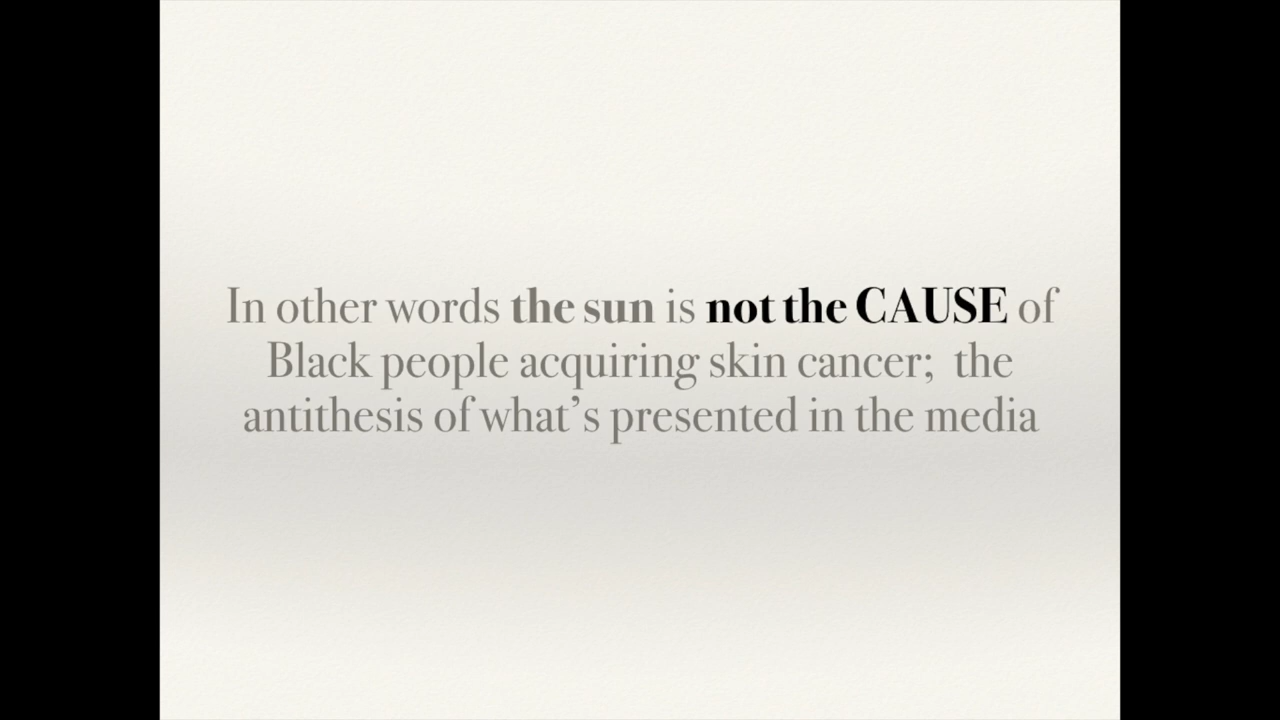 In other words the sun is not the CAUSE of
Black people acquiring skin cancer;  the
antithesis of what’s presented in the media